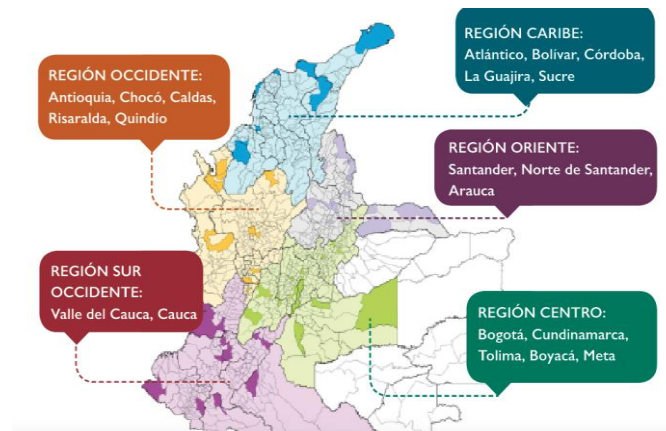 REGIÓN CARIBE:
Atlántico, Bolívar, Córdoba,
La Guajira, Sucre
REGIÓN OCCIDENTE:
Antioquia, Chocó, Caldas,
Risaralda, Quindío
REGIÓN ORIENTE:
Santander, Norte de Santander,
Arauca
REGIÓN SUR
OCCIDENTE:
Valle del Cauca, Cauca
REGIÓN CENTRO:
Bogotá, Cundinamarca,
Tolima, Boyacá, Meta